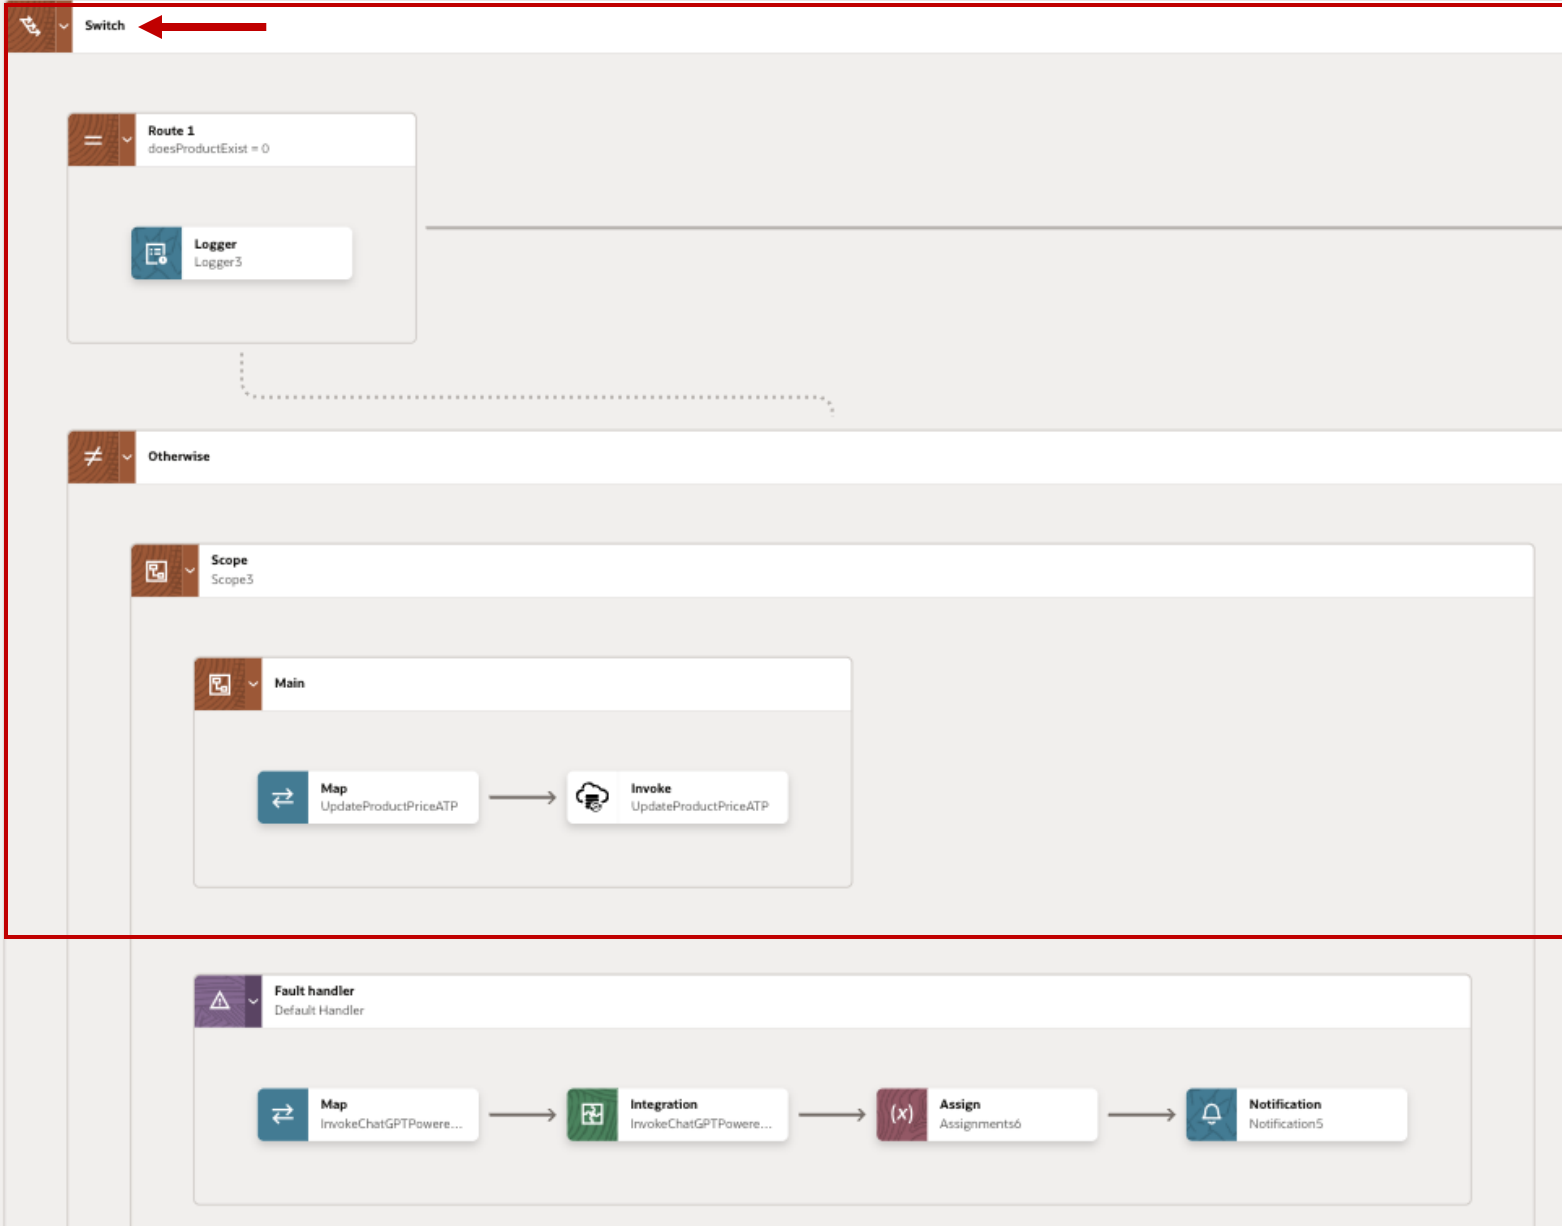 Switch
Route 1
doesProductExist = 0
Logger
Logger3
Otherwise
Scope
Scope3
Main
Map
UpdateProductPriceATP
Invoke
UpdateProductPriceATP
Fault handler
Default Handler
Map
InvokeChatGPTPowere...
Integration
InvokeChatGPTPowere...
(x)
Assign
Assignments6
Notification
Notification5